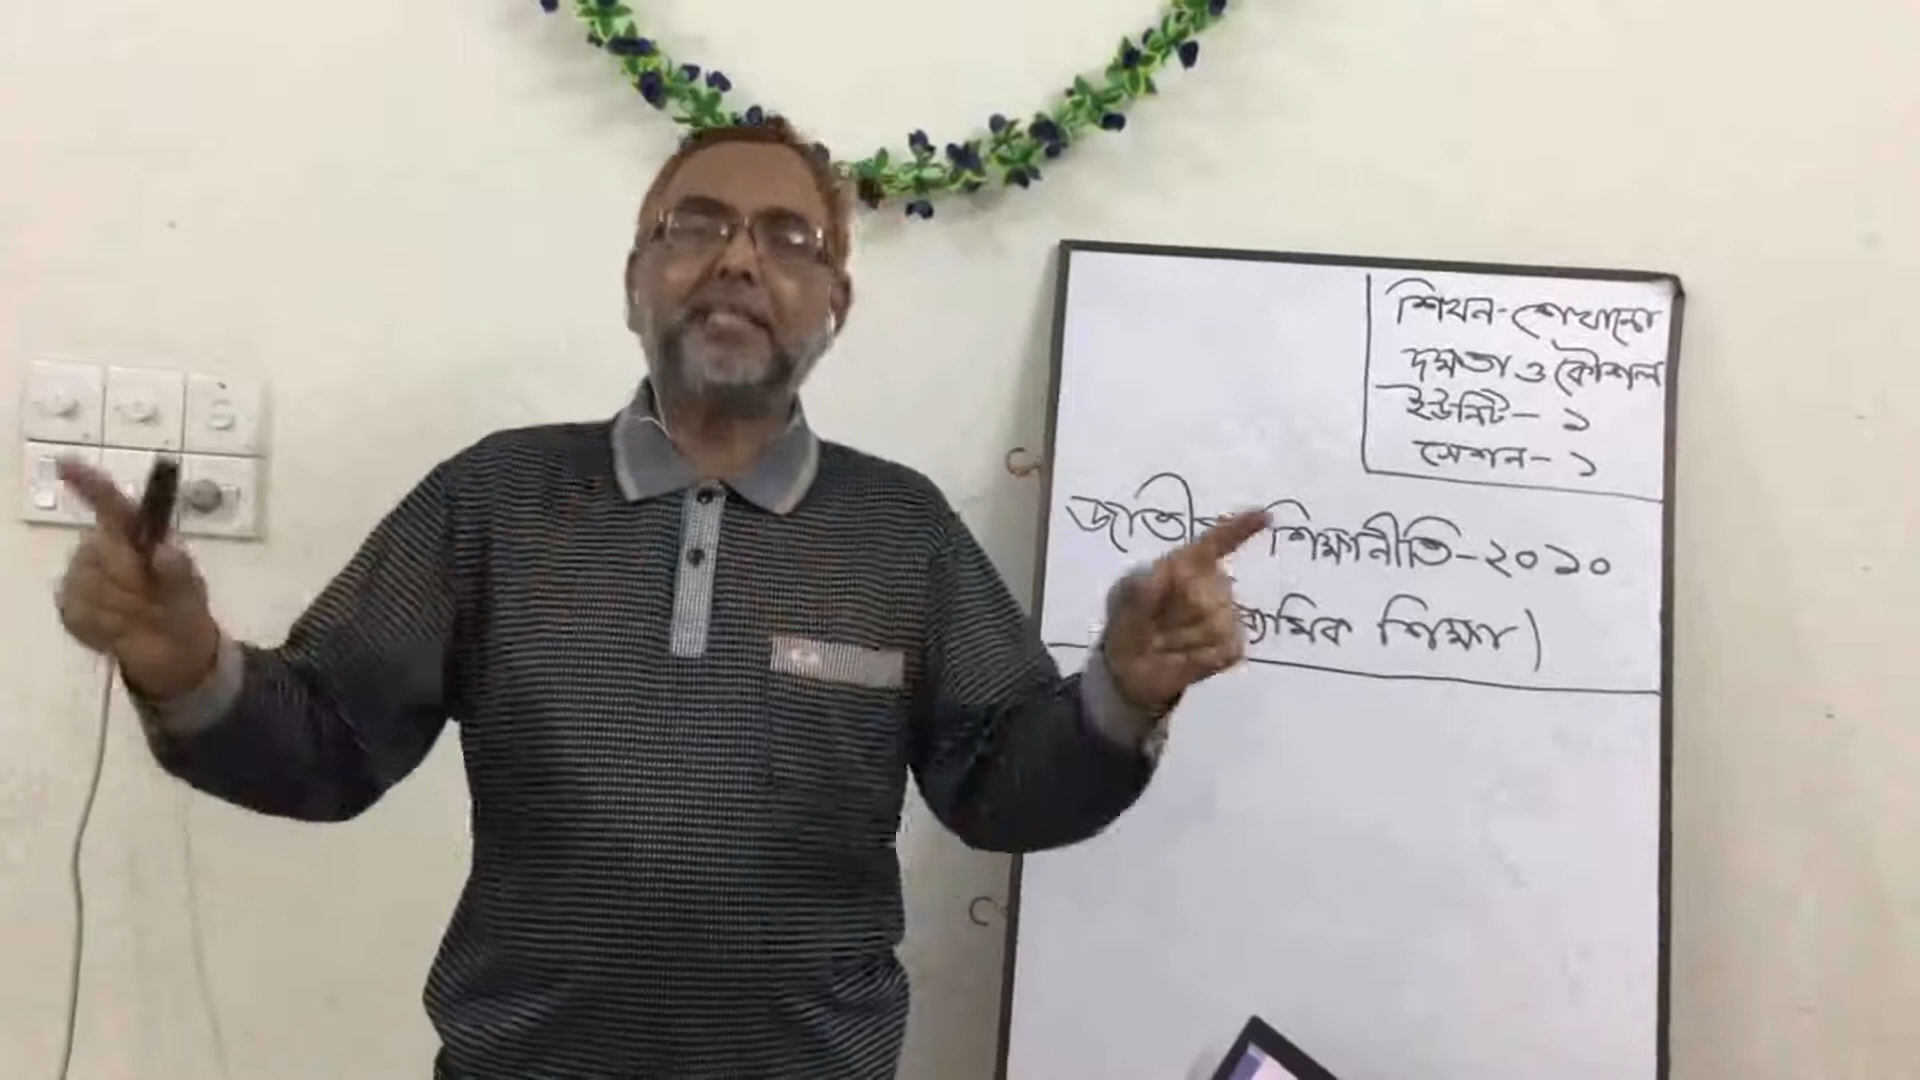 শিখন-শেখানো
দক্ষতা ও কৌশল
ইউনিট- ১
সেশন- ১
শিক্ষানীতি-২০১০
শিক্ষা)